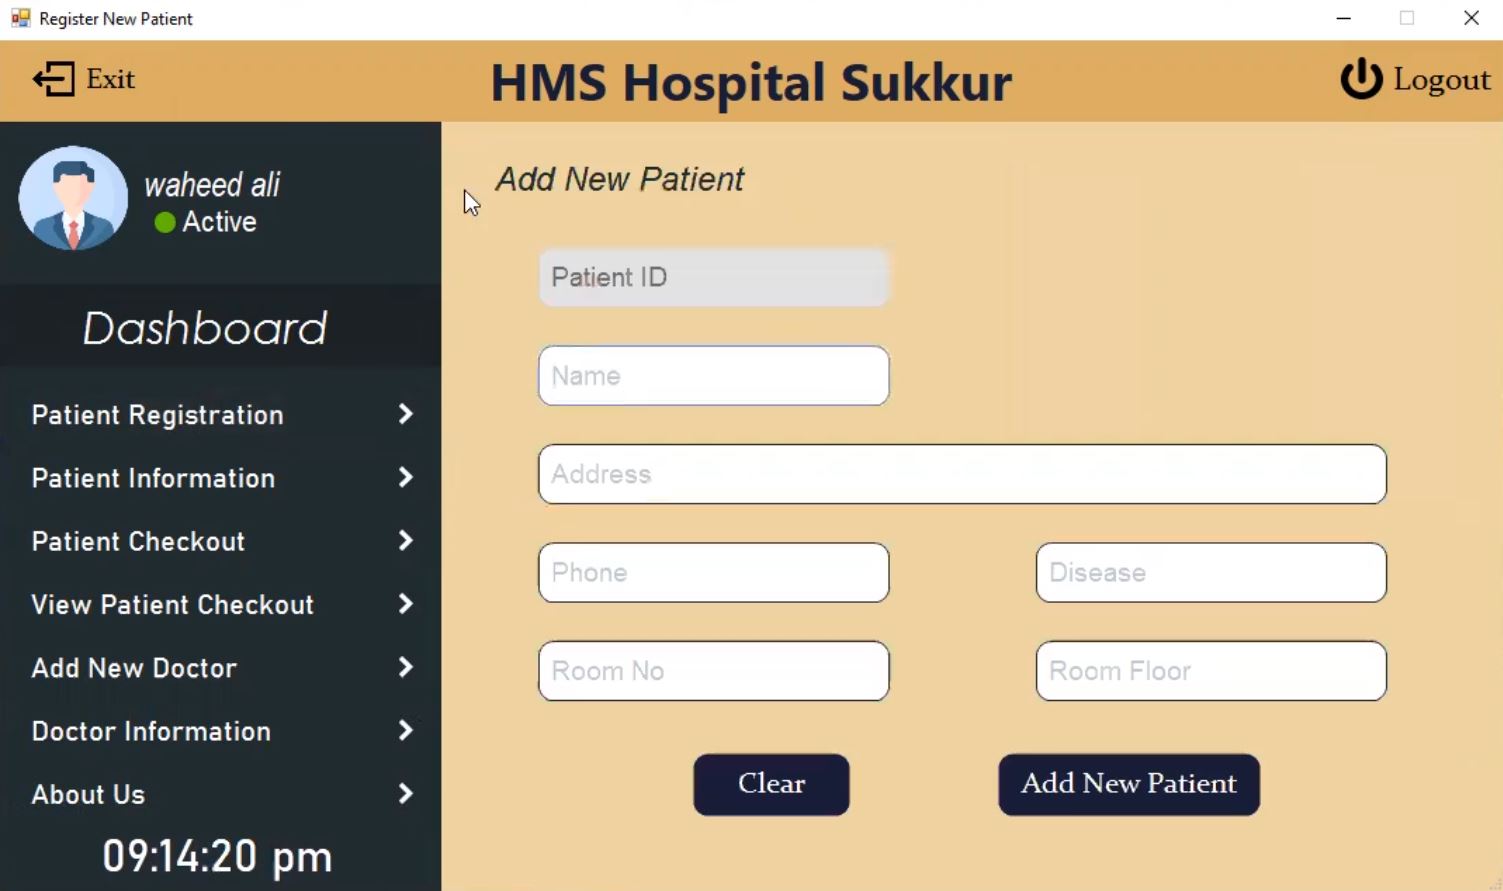 Register New Patient
Exit
HMS Hospital Sukkur
Logout
waheed ali
Active
Dashboard
Patient Registration
Patient Information
Patient Checkout
View Patient Checkout
Add New Doctor
Doctor Information
About Us
09:14:20 pm
Add New Patient
Patient ID
Name
Address
Phone
Disease
Room No
Room Floor
Clear
Add New Patient